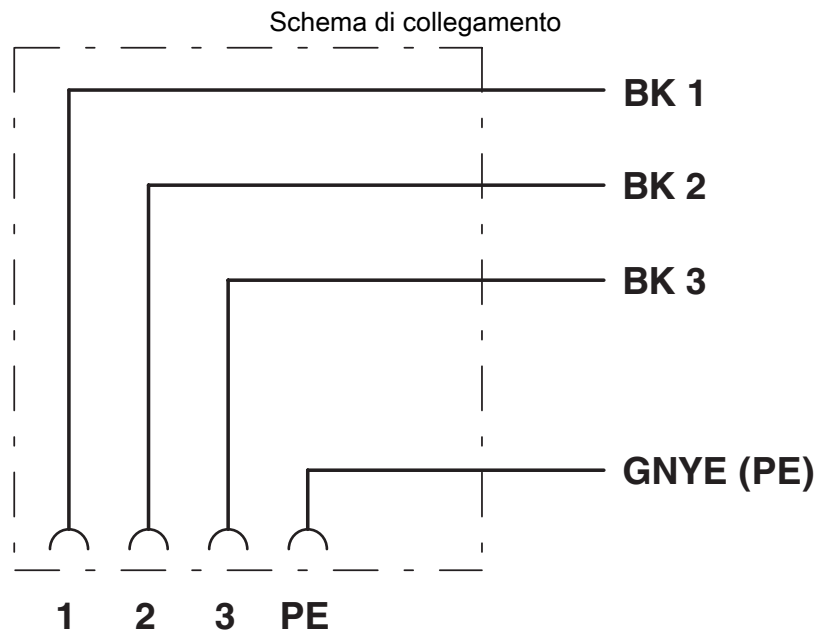 Schema di collegamento
BK 1
BK 2
BK 3
GNYE (PE)
1 2 3 PE